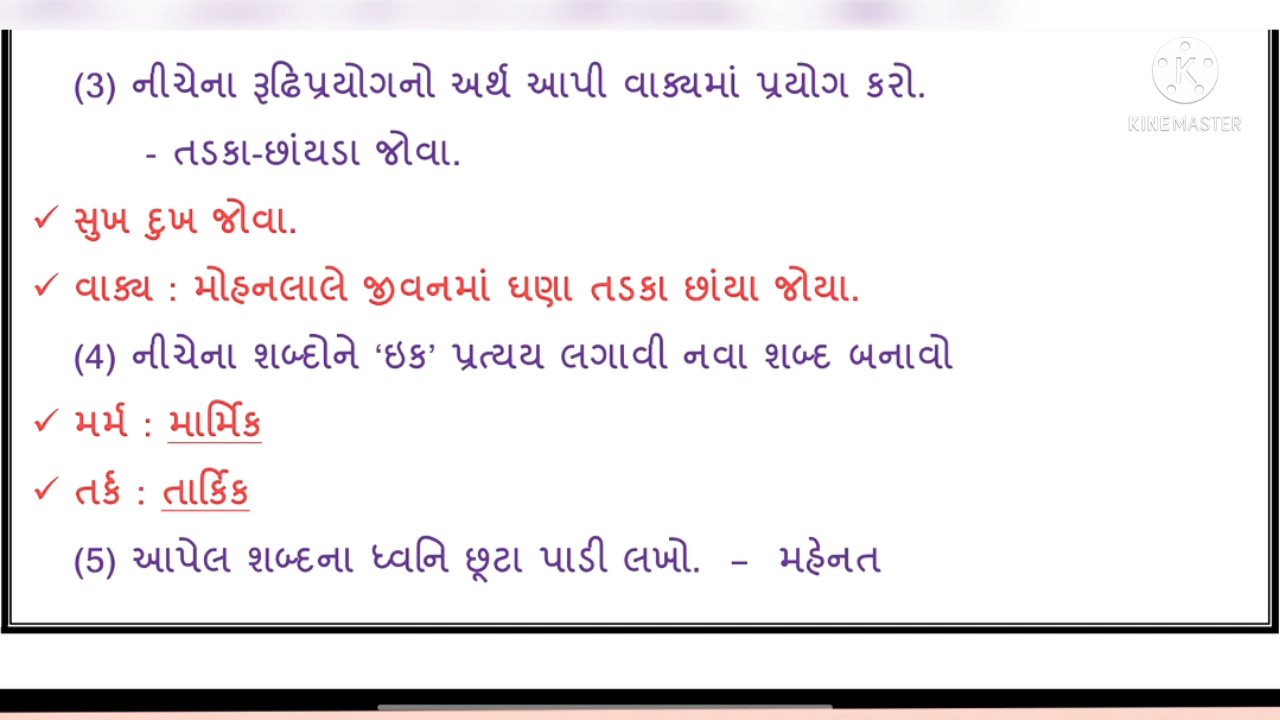 (3) નીચેના રૂઢિપ્રયોગનો અર્થ આપી વાક્યમાં પ્રયોગ કરો.
- તડકા-છાંયડા જોવા.
✓ સુખ દુખ જોવા.
✓ વાક્ય : મોહનલાલે જીવનમાં ઘણા તડકા છાંયા જોયા.
(4) નીચેના શબ્દોને ‘ઇક’ પ્રત્યય લગાવી નવા શબ્દ બનાવો
✓ મર્મ : માર્મિક
✓ તર્ક : તાર્કિક
(5) આપેલ શબ્દના ધ્વનિ છૂટા પાડી લખો. – મહેનત
K
KINEMASTER